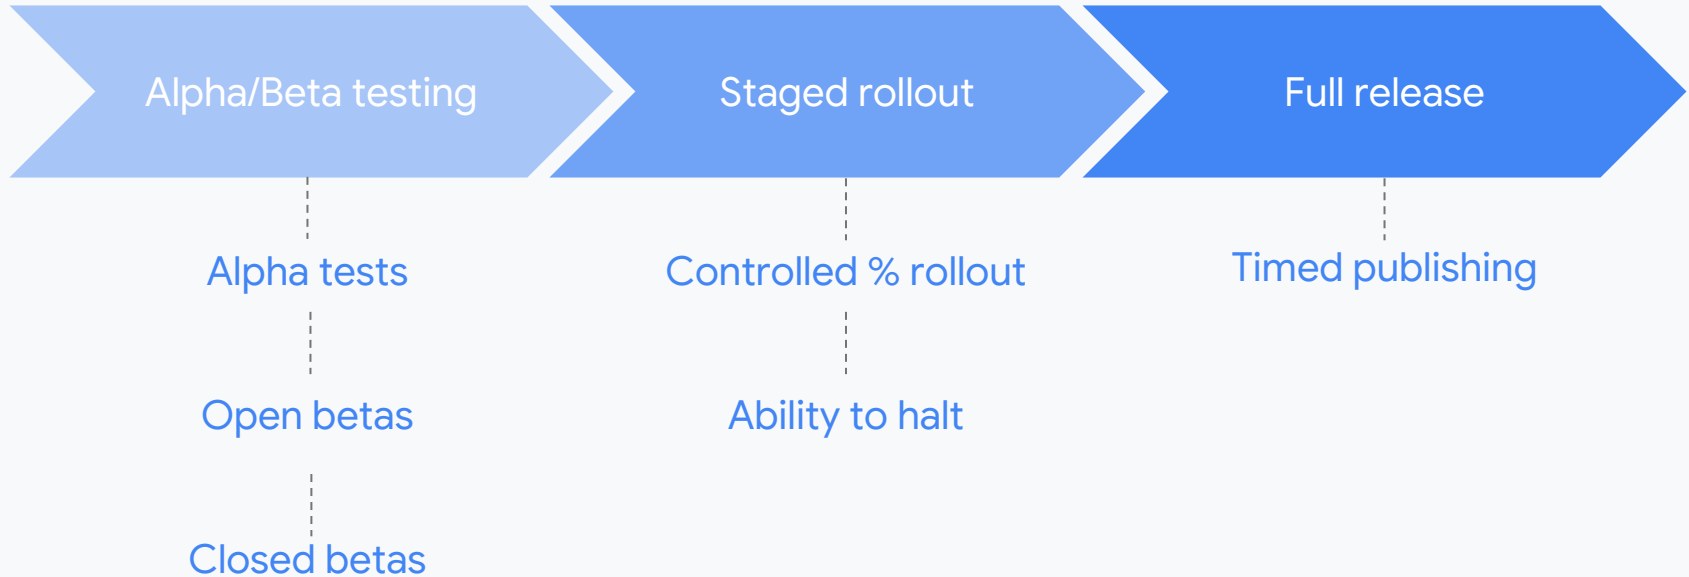 Alpha/Beta testing
Staged rollout
Full release
Alpha tests
Controlled % rollout
Timed publishing
Open betas
Ability to halt
Closed betas